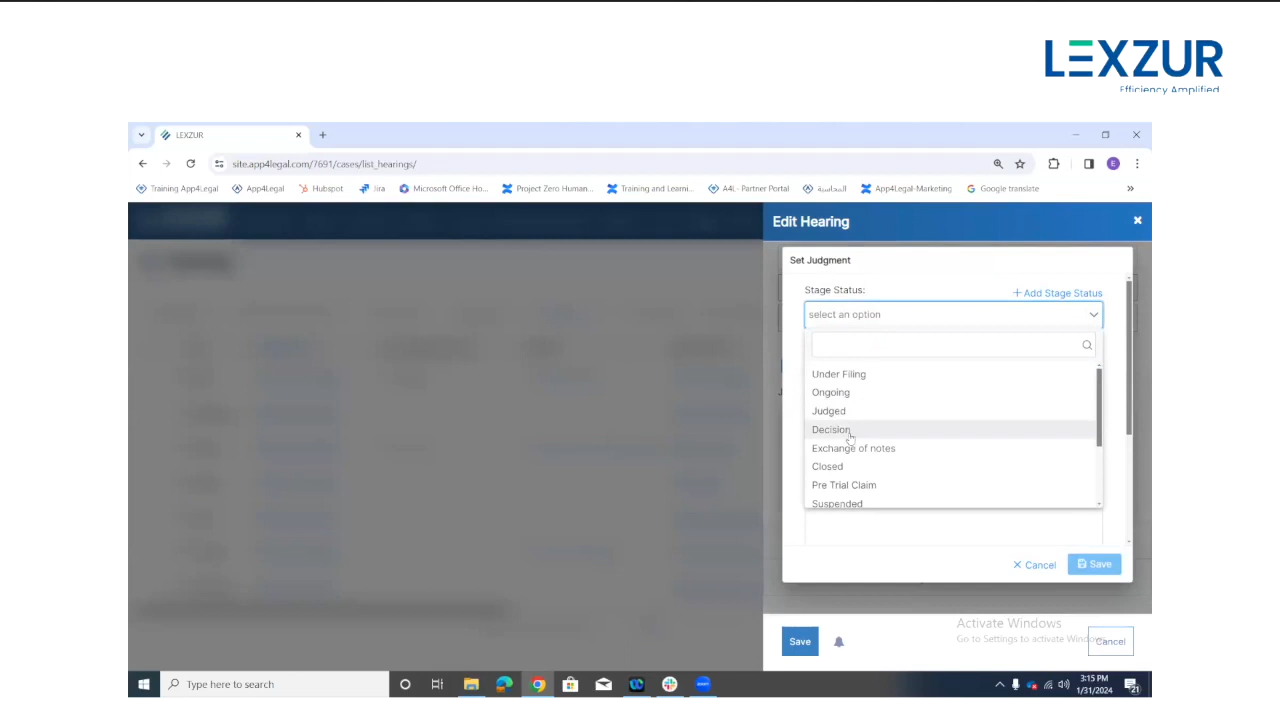 LEXZUR
Efficiency Amplified
LEXZUR
site.app4legal.com/7691/cases/list_hearings/
E
Training App4Legal
App4Legal
Hubspot
Jira
Microsoft Office Ho...
Project Zero Human...
Training and Learni...
A4L - Partner Portal
المحاسبة
App4Legal-Marketing
Google translate
Edit Hearing
Set Judgment
Stage Status:
Add Stage Status
select an option
Under Filing
Ongoing
Judged
Decision
Exchange of notes
Closed
Pre Trial Claim
Suspended
Cancel
Save
Activate Windows
Go to Settings to activate Windows
Save
Cancel
Type here to search
3:15 PM
1/31/2024
21